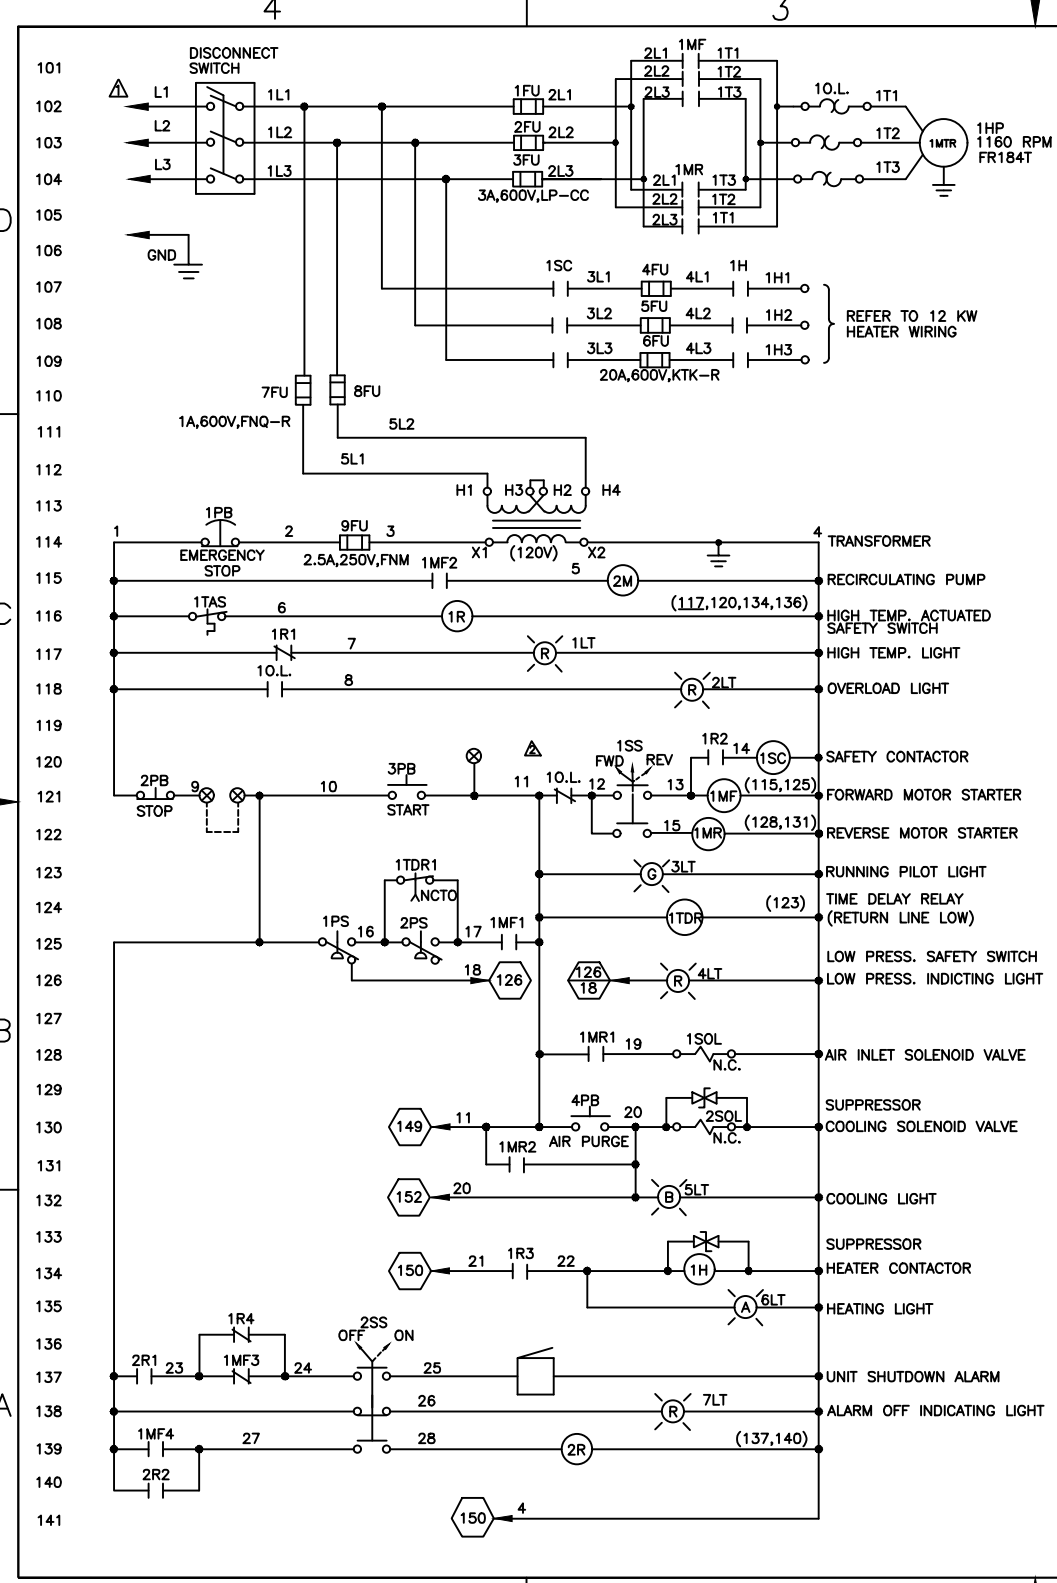 4 3
DISCONNECT
SWITCH
101
2L1 1MF 1T1
2L2 1T2
2L3 1T3
102 1 L1 1L1 1FU 2L1 1O.L. 1T1
103 L2 1L2 2FU 2L2 1T2 1MTR
1HP
1160 RPM
FR184T
104 L3 1L3 3FU 2L3 1T3
3A,600V,LP-CC
1MR
2L1 1T3
2L2 1T2
2L3 1T1
D 105
106 GND
107 1SC 3L1 4FU 4L1 1H 1H1
108 3L2 5FU 4L2 1H2
REFER TO 12 KW
HEATER WIRING
109 3L3 6FU 4L3 1H3
20A,600V,KTK-R
110 7FU 8FU
1A,600V,FNQ-R
111 5L2
112 5L1
113 H1 H3 H2 H4
114 1 1PB 2 9FU 3 X1 (120V) X2 4 TRANSFORMER
EMERGENCY
STOP
2.5A,250V,FNM
115 1MF2 5 2M RECIRCULATING PUMP
C 116 1TAS 6 1R (117,120,134,136) HIGH TEMP. ACTUATED
SAFETY SWITCH
117 1R1 7 R 1LT HIGH TEMP. LIGHT
118 1O.L. 8 R 2LT OVERLOAD LIGHT
119
120 2 1SS 1R2 14 1SC SAFETY CONTACTOR
FWD REV
121 2PB 9 10 3PB 11 1O.L. 12 13 1MF (115,125) FORWARD MOTOR STARTER
STOP START
122 15 1MR (128,131) REVERSE MOTOR STARTER
123 1TDR1 G 3LT RUNNING PILOT LIGHT
NCTO
124 1TDR (123) TIME DELAY RELAY
(RETURN LINE LOW)
125 1PS 16 2PS 17 1MF1
LOW PRESS. SAFETY SWITCH
126 18 126 126 18 R 4LT LOW PRESS. INDICTING LIGHT
127
B 128 1MR1 19 1SOL AIR INLET SOLENOID VALVE
N.C.
129 SUPPRESSOR
130 149 11 4PB 20 2SOL COOLING SOLENOID VALVE
AIR PURGE N.C.
131 1MR2
132 152 20 B 5LT COOLING LIGHT
133 SUPPRESSOR
134 150 21 1R3 22 1H HEATER CONTACTOR
135 A 6LT HEATING LIGHT
136 1R4 2SS
OFF ON
137 2R1 23 1MF3 24 25 UNIT SHUTDOWN ALARM
A 138 26 R 7LT ALARM OFF INDICATING LIGHT
139 1MF4 27 28 2R (137,140)
140 2R2
141 150 4